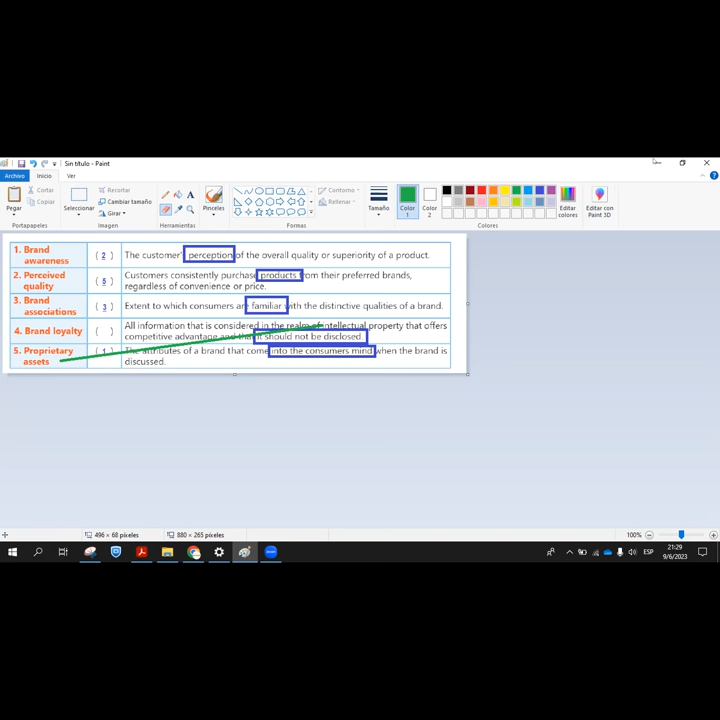 Sin título - Paint
Archivo Inicio Ver
Pegar
Cortar
Copiar
Portapapeles
Seleccionar
Recortar
Cambiar tamaño
Girar
Imagen
Herramientas
Pinceles
Contorno
Rellenar
Formas
Tamaño
Color 1
Color 2
Editar colores
Editar con Paint 3D
Colores
1. Brand awareness
( 2 )
The customer' perception of the overall quality or superiority of a product.
2. Perceived quality
( 5 )
Customers consistently purchase products from their preferred brands,
regardless of convenience or price.
3. Brand associations
( 3 )
Extent to which consumers are familiar with the distinctive qualities of a brand.
4. Brand loyalty
( )
All information that is considered in the realm of intellectual property that offers
competitive advantage and that it should not be disclosed.
5. Proprietary assets
( 1 )
The attributes of a brand that come into the consumers mind when the brand is
discussed.
496 × 68 píxeles
880 × 265 píxeles
100%
ESP
21:29
9/6/2023